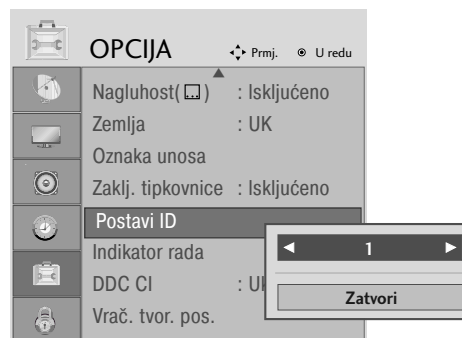 OPCIJA Prmj. U redu
Nagluhost( ) : Isključeno
Zemlja : UK
Oznaka unosa
Zaklj. tipkovnice : Isključeno
Postavi ID
◄ 1 ►
Indikator rada
DDC CI :
Zatvori
Vrač. tvor. pos.